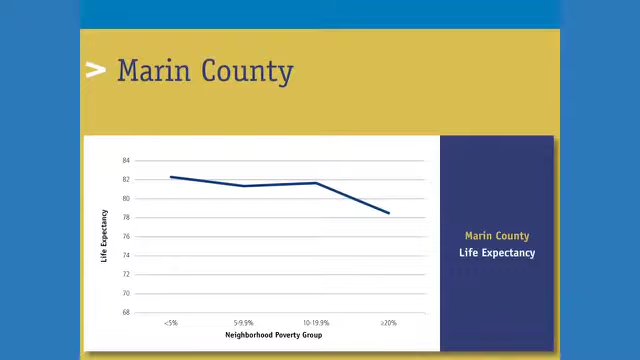 > Marin County
84
82
80
78
76
74
72
70
68
Life Expectancy
<5% 5-9.9% 10-19.9% ≥20%
Neighborhood Poverty Group
Marin County
Life Expectancy